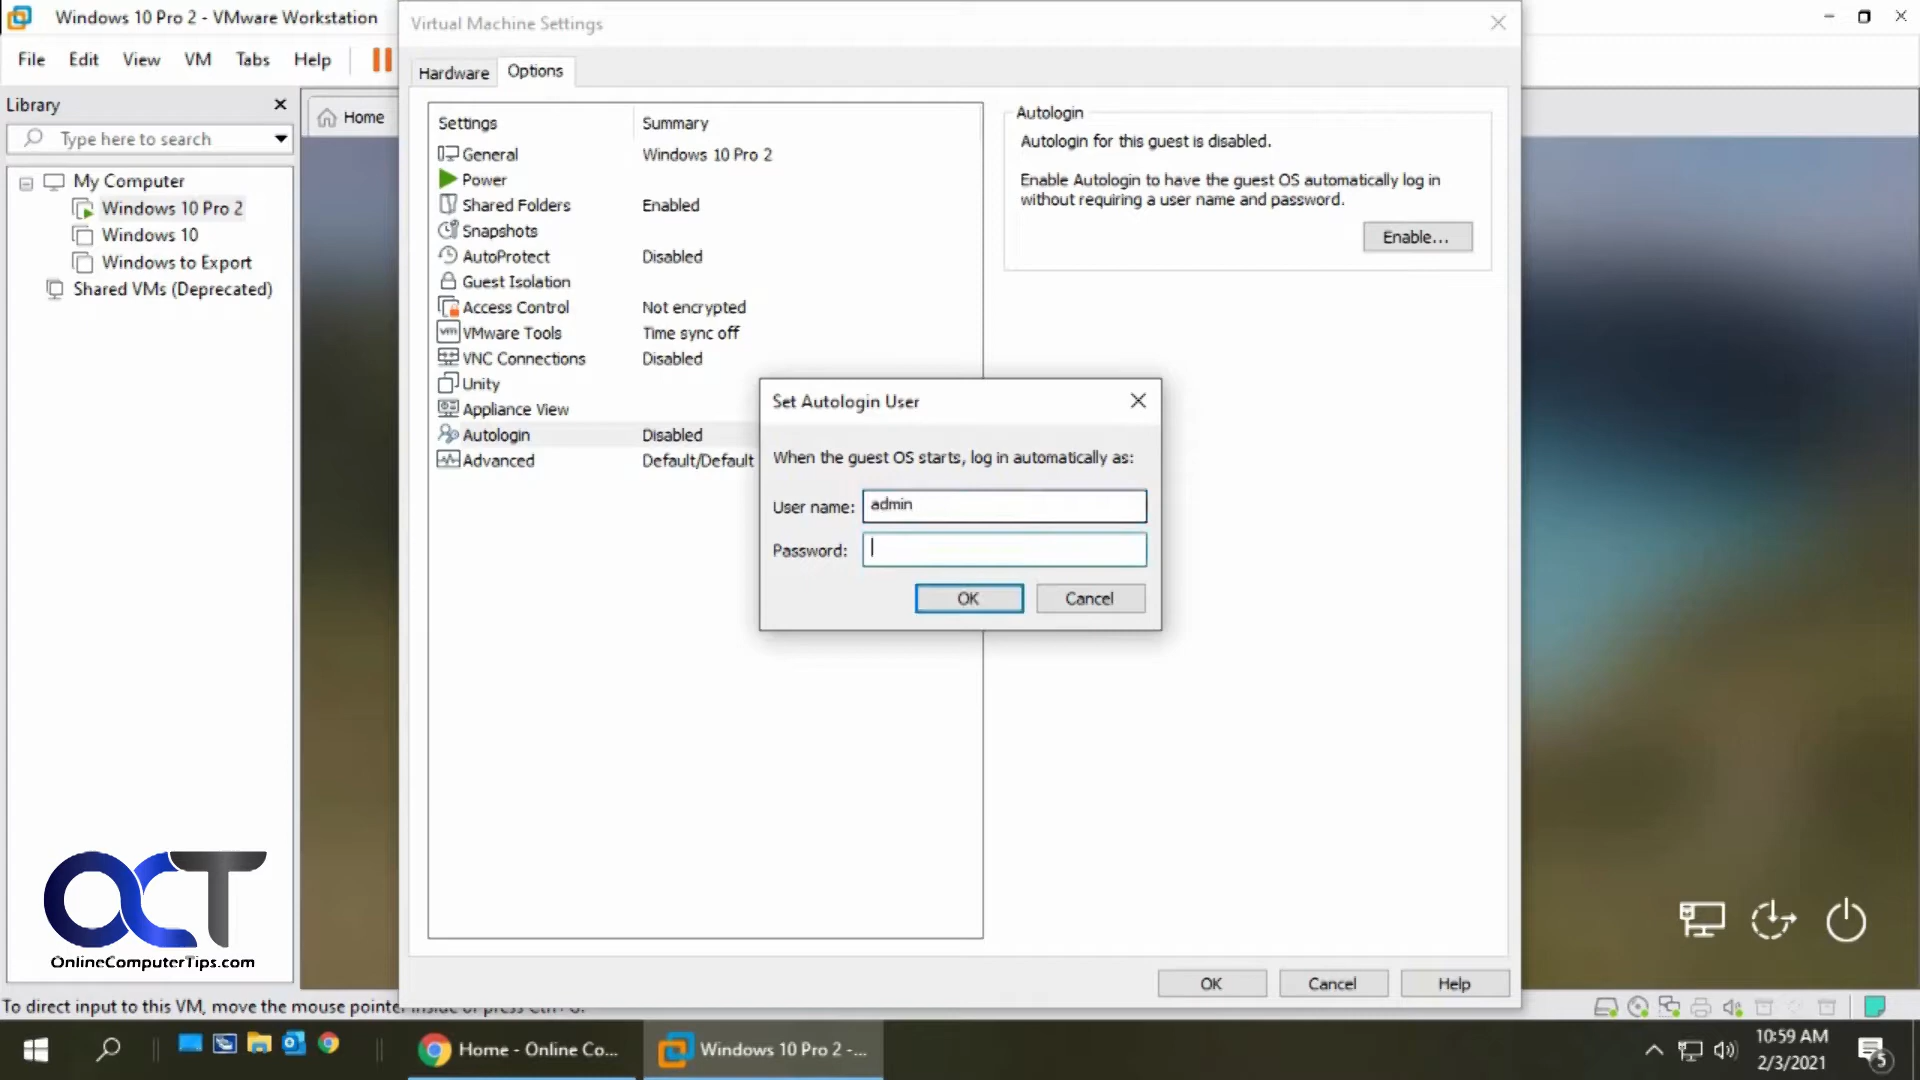 Windows 10 Pro 2 - VMware Workstation
File Edit View VM Tabs Help
Library
Type here to search
My Computer
Windows 10 Pro 2
Windows 10
Windows to Export
Shared VMs (Deprecated)
Home
Virtual Machine Settings
Hardware Options
Settings Summary
General Windows 10 Pro 2
Power
Shared Folders Enabled
Snapshots
AutoProtect Disabled
Guest Isolation
Access Control Not encrypted
VMware Tools Time sync off
VNC Connections Disabled
Unity
Appliance View
Autologin Disabled
Advanced Default/Default
Autologin
Autologin for this guest is disabled.
Enable Autologin to have the guest OS automatically log in
without requiring a user name and password.
Enable...
Set Autologin User
When the guest OS starts, log in automatically as:
User name: admin
Password:
OK Cancel
OK Cancel Help
OCT
OnlineComputerTips.com
To direct input to this VM, move the mouse pointer inside or press Ctrl+G.
Home - Online Co...
Windows 10 Pro 2 -...
10:59 AM
2/3/2021
5